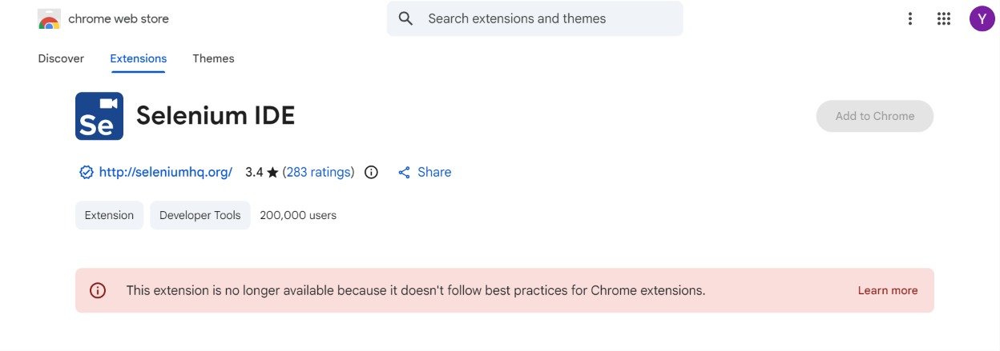 chrome web store
Search extensions and themes
Y
Discover Extensions Themes
Se
Selenium IDE
Add to Chrome
http://seleniumhq.org/ 3.4 ★ (283 ratings) Share
Extension Developer Tools 200,000 users
This extension is no longer available because it doesn't follow best practices for Chrome extensions. Learn more